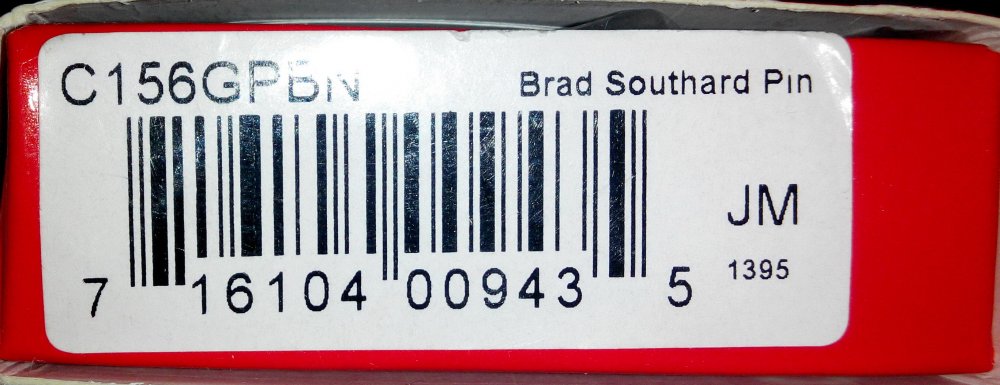 C156GPBN Brad Southard Pin
JM
1395
7 16104 00943 5